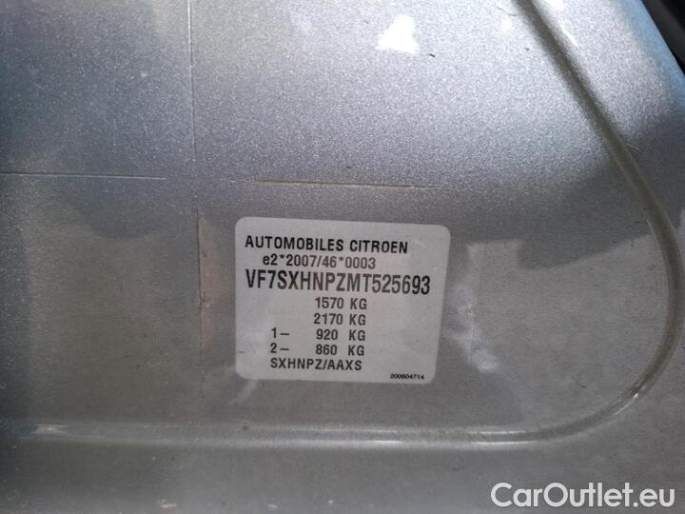 AUTOMOBILES CITROEN
e2*2007/46*0003
VF7SXHNPZMT525693
1570 KG
2170 KG
1- 920 KG
2- 860 KG
SXHNPZ/AAXS
CarOutlet.eu